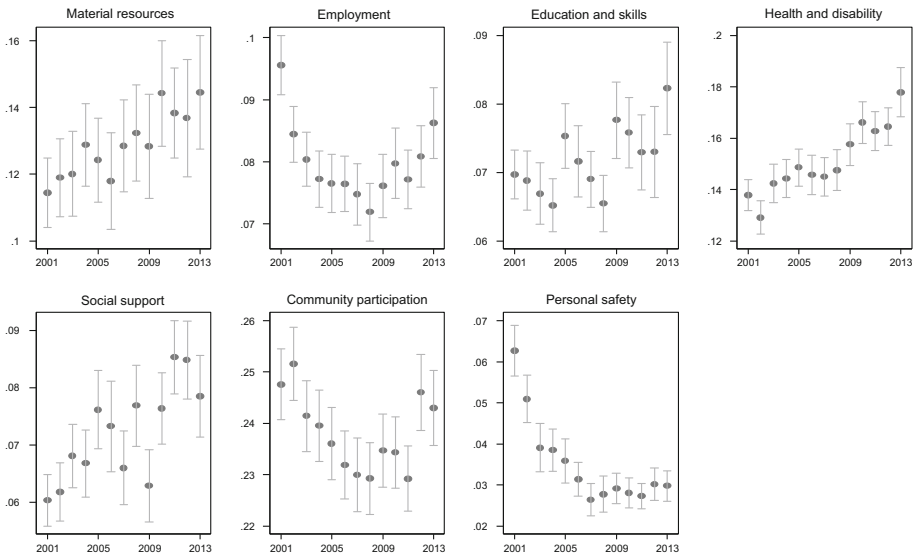 Material resources
.16
.14
.12
.1
2001 2005 2009 2013
Employment
.1
.09
.08
.07
2001 2005 2009 2013
Education and skills
.09
.08
.07
.06
2001 2005 2009 2013
Health and disability
.2
.18
.16
.14
.12
2001 2005 2009 2013
Social support
.09
.08
.07
.06
2001 2005 2009 2013
Community participation
.26
.25
.24
.23
.22
2001 2005 2009 2013
Personal safety
.07
.06
.05
.04
.03
.02
2001 2005 2009 2013